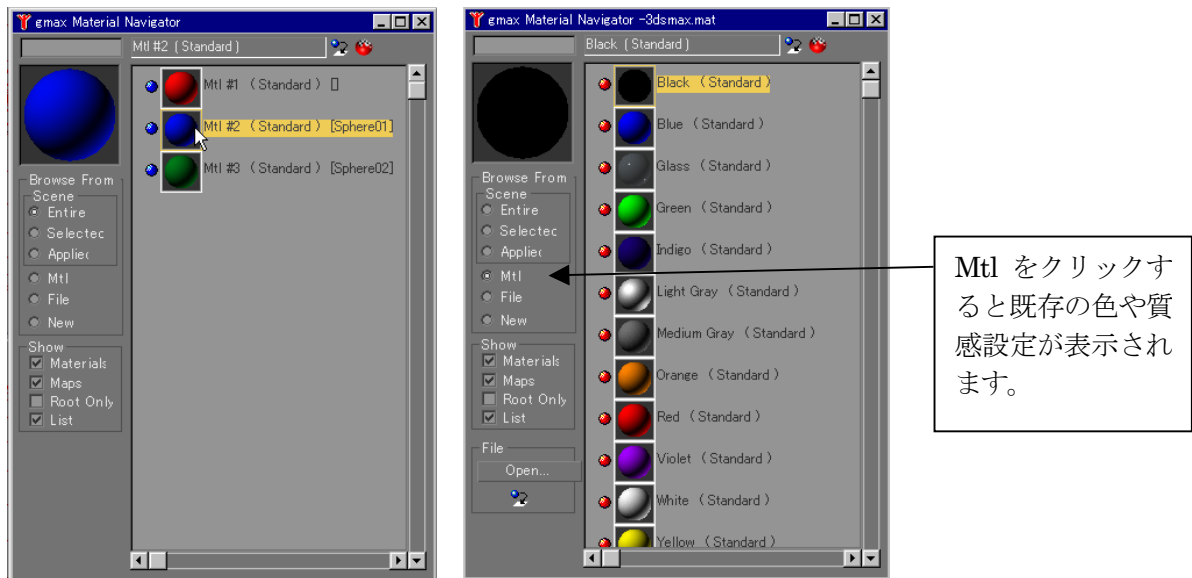 gmax Material Navigator
Mtl #2 (Standard)
Mtl #1 (Standard) []
Mtl #2 (Standard) [Sphere01]
Mtl #3 (Standard) [Sphere02]
Browse From
Scene
Entire
Selectec
Appliec
Mtl
File
New
Show
Materials
Maps
Root Only
List
gmax Material Navigator -3dsmax.mat
Black (Standard)
Black (Standard)
Blue (Standard)
Glass (Standard)
Green (Standard)
Indigo (Standard)
Light Gray (Standard)
Medium Gray (Standard)
Orange (Standard)
Red (Standard)
Violet (Standard)
White (Standard)
Yellow (Standard)
Browse From
Scene
Entire
Selectec
Appliec
Mtl
File
New
Show
Materials
Maps
Root Only
List
File
Open...
Mtl をクリックす
ると既存の色や質
感設定が表示され
ます。